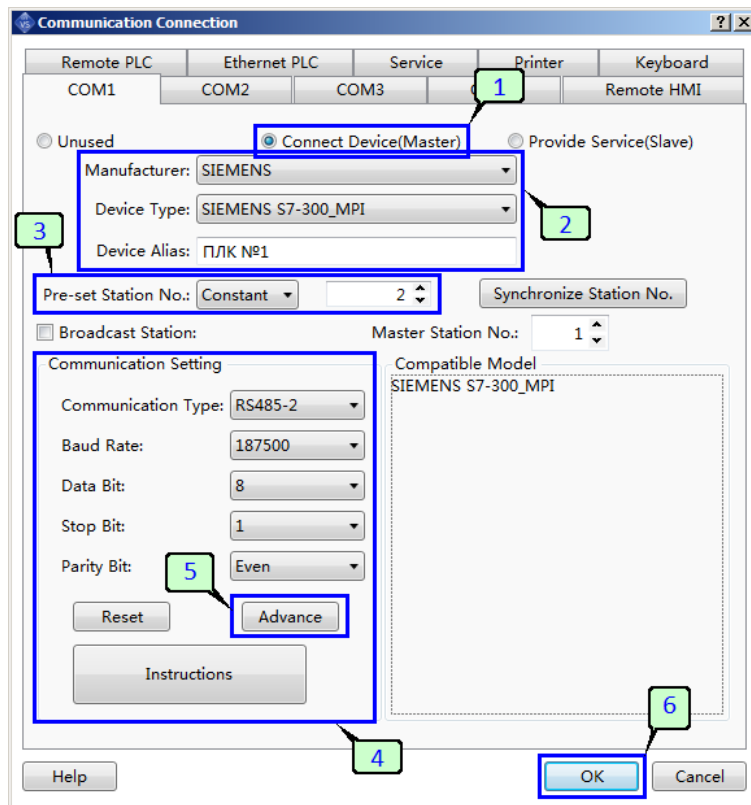 Communication Connection
Remote PLC Ethernet PLC Service Printer Keyboard
COM1 COM2 COM3 1 Remote HMI
Unused Connect Device(Master) Provide Service(Slave)
Manufacturer: SIEMENS
Device Type: SIEMENS S7-300_MPI
3 2
Device Alias: ПЛК №1
Pre-set Station No.: Constant 2 Synchronize Station No.
Broadcast Station: Master Station No.: 1
Communication Setting Compatible Model
SIEMENS S7-300_MPI
Communication Type: RS485-2
Baud Rate: 187500
Data Bit: 8
Stop Bit: 1
Parity Bit: Even
5
Reset Advance
Instructions
6
4
Help OK Cancel